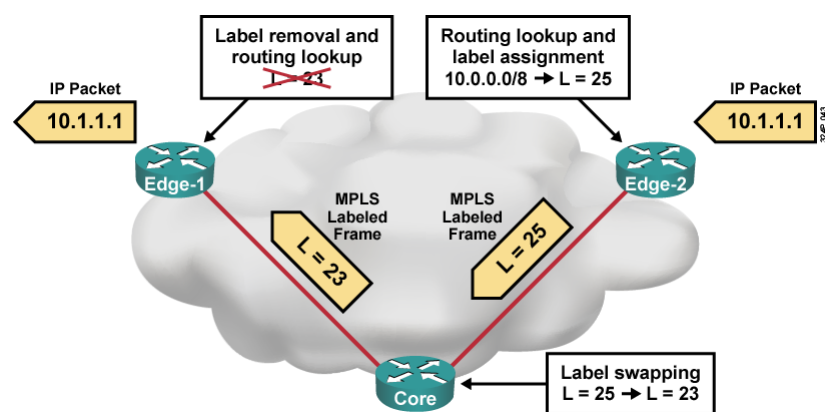 Label removal and
routing lookup
L = 23
Routing lookup and
label assignment
10.0.0.0/8 → L = 25
IP Packet
10.1.1.1
IP Packet
10.1.1.1
Edge-1
Edge-2
MPLS
Labeled
Frame
MPLS
Labeled
Frame
L = 23
L = 25
Label swapping
L = 25 → L = 23
Core